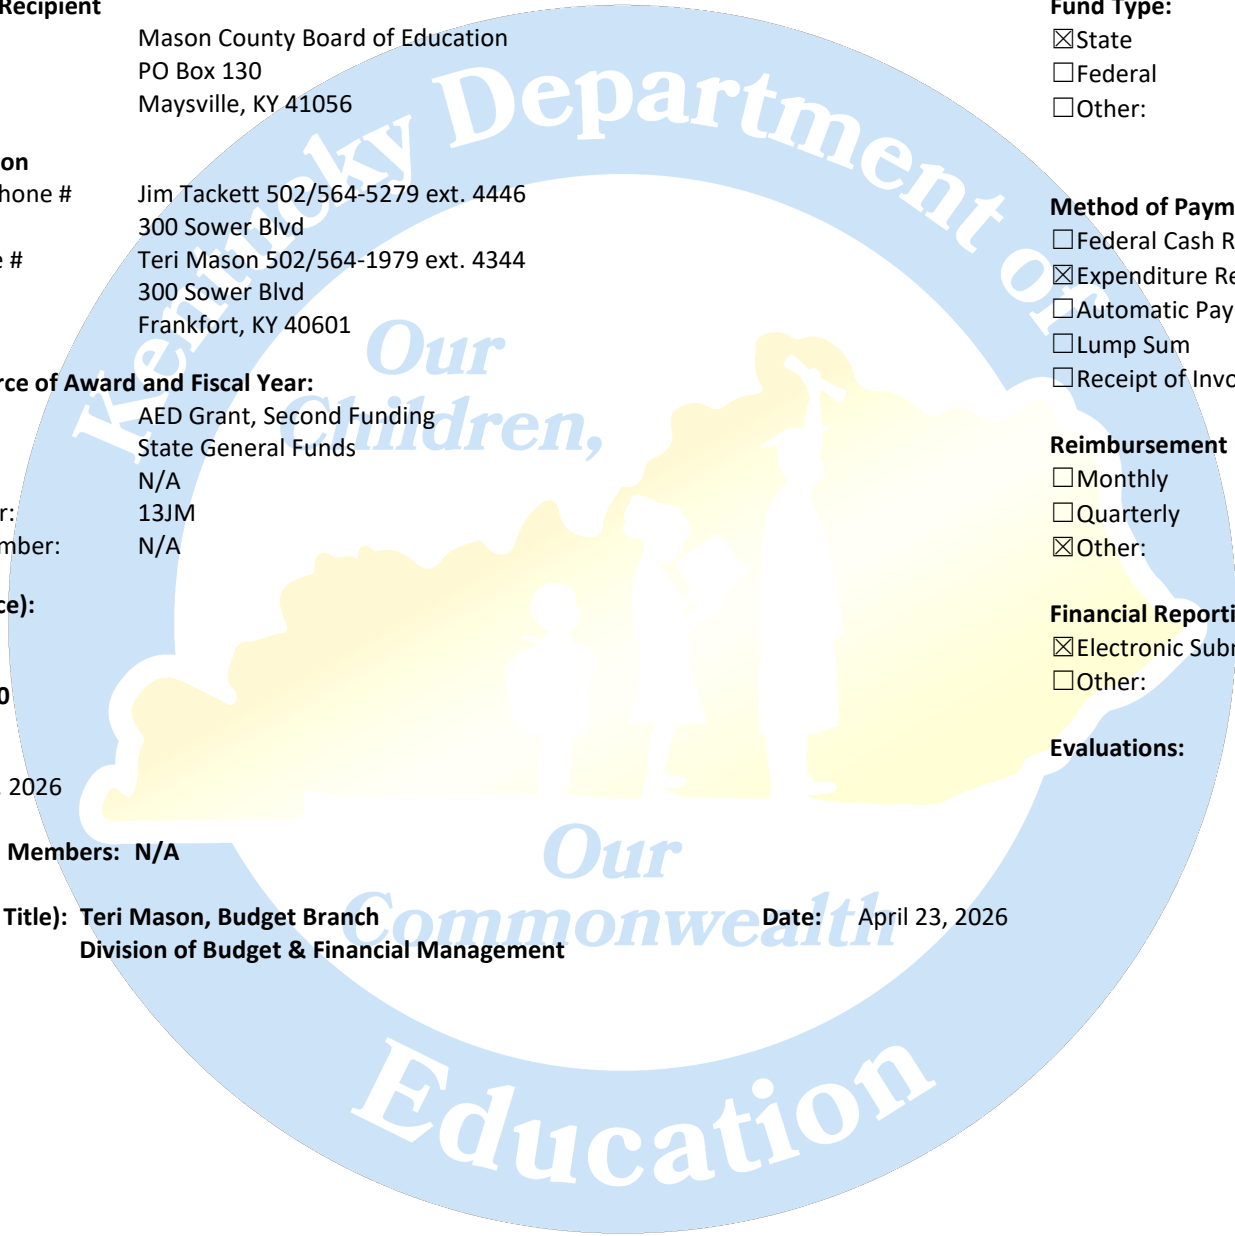 Recipient
Mason County Board of Education
PO Box 130
Maysville, KY 41056
on
hone # Jim Tackett 502/564-5279 ext. 4446
300 Sower Blvd
e # Teri Mason 502/564-1979 ext. 4344
300 Sower Blvd
Frankfort, KY 40601
rce of Award and Fiscal Year:
AED Grant, Second Funding
State General Funds
N/A
r: 13JM
mber: N/A
ce):
0
, 2026
Members: N/A
Title): Teri Mason, Budget Branch Date: April 23, 2026
Division of Budget & Financial Management
Fund Type:
☒State
☐Federal
☐Other:
Method of Paym
☐Federal Cash R
☒Expenditure Re
☐Automatic Pay
☐Lump Sum
☐Receipt of Invo
Reimbursement
☐Monthly
☐Quarterly
☒Other:
Financial Reporti
☒Electronic Subr
☐Other:
Evaluations:
Kentucky Department of
Education
Our
Children,
Our
Commonwealth